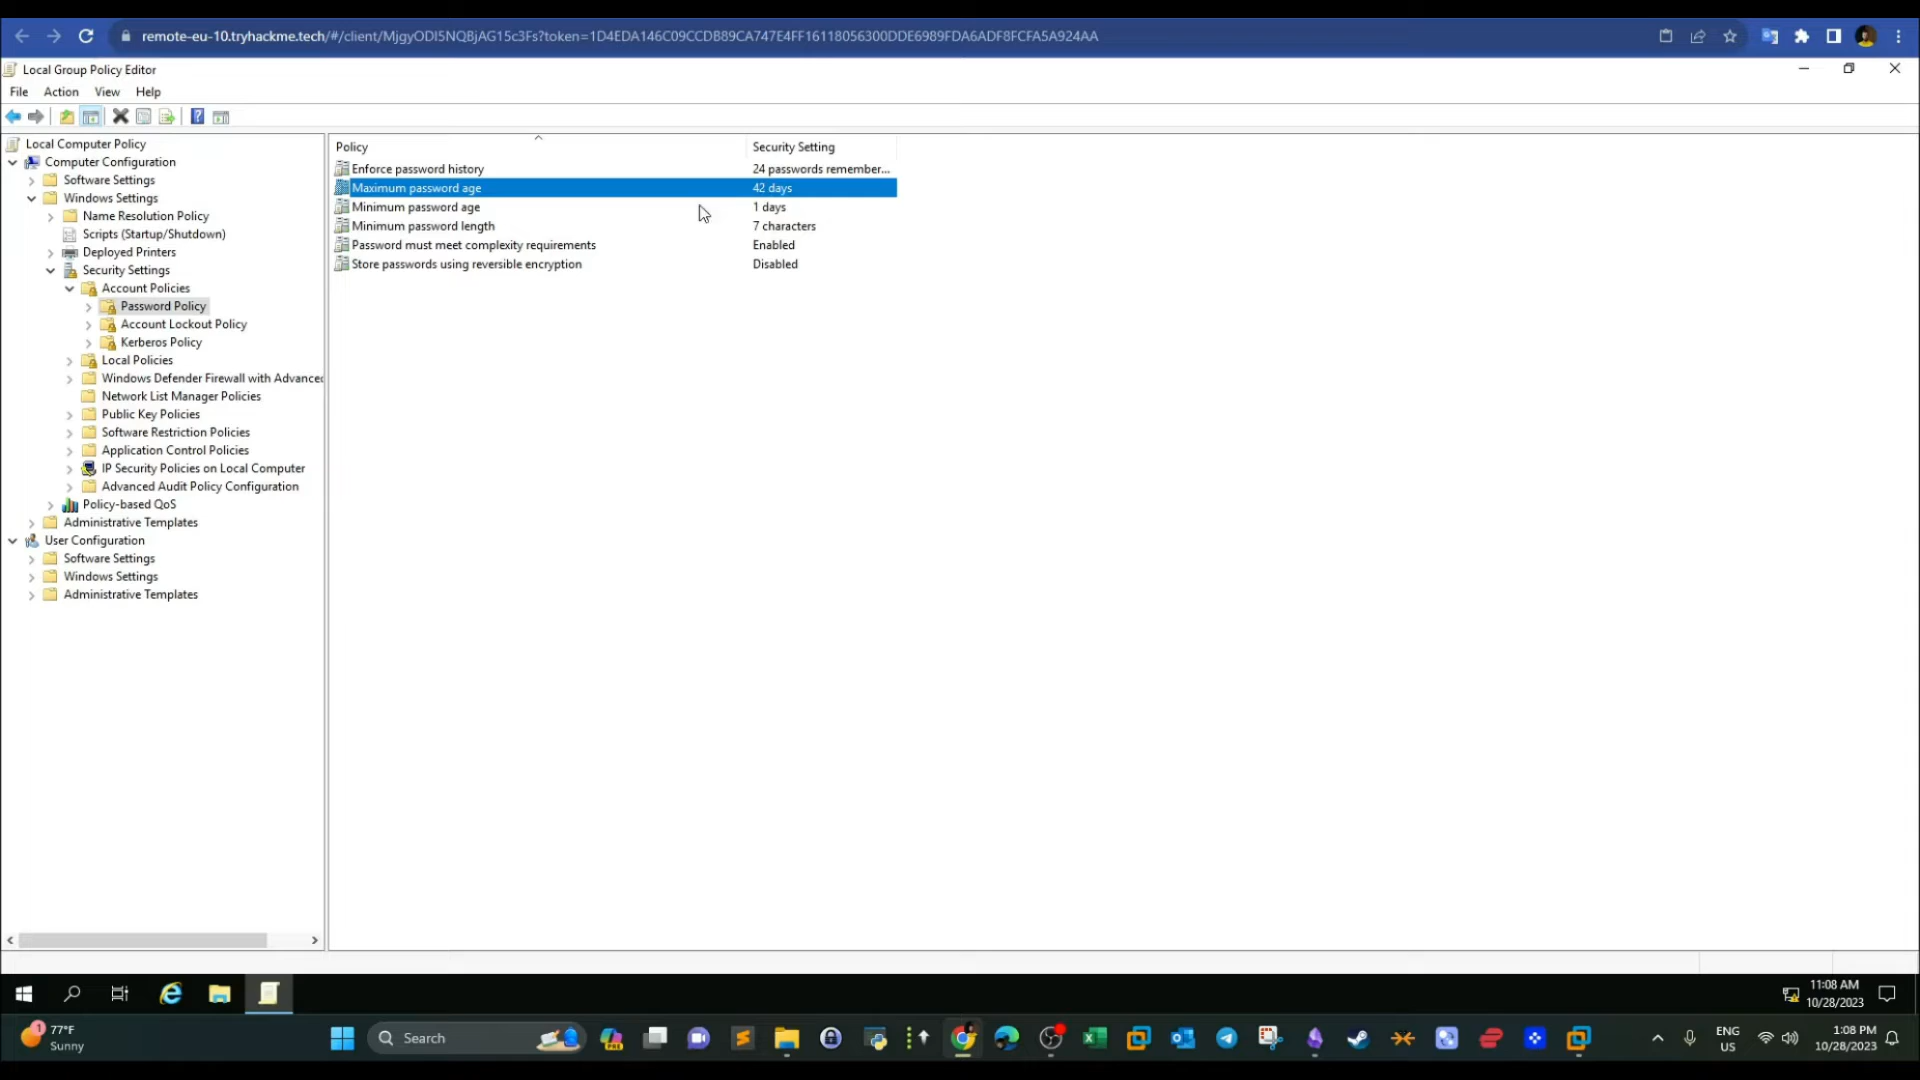 remote-eu-10.tryhackme.tech/#/client/MjgyODI5NQBjAG15c3Fs?token=1D4EDA146C09CCDB89CA747E4FF16118056300DDE6989FDA6ADF8FCFA5A924AA
Local Group Policy Editor
File Action View Help
Local Computer Policy
Computer Configuration
Software Settings
Windows Settings
Name Resolution Policy
Scripts (Startup/Shutdown)
Deployed Printers
Security Settings
Account Policies
Password Policy
Account Lockout Policy
Kerberos Policy
Local Policies
Windows Defender Firewall with Advanced
Network List Manager Policies
Public Key Policies
Software Restriction Policies
Application Control Policies
IP Security Policies on Local Computer
Advanced Audit Policy Configuration
Policy-based QoS
Administrative Templates
User Configuration
Software Settings
Windows Settings
Administrative Templates
Policy Security Setting
Enforce password history 24 passwords remember...
Maximum password age 42 days
Minimum password age 1 days
Minimum password length 7 characters
Password must meet complexity requirements Enabled
Store passwords using reversible encryption Disabled
11:08 AM
10/28/2023
1
77°F
Sunny
Search
ENG
US
1:08 PM
10/28/2023